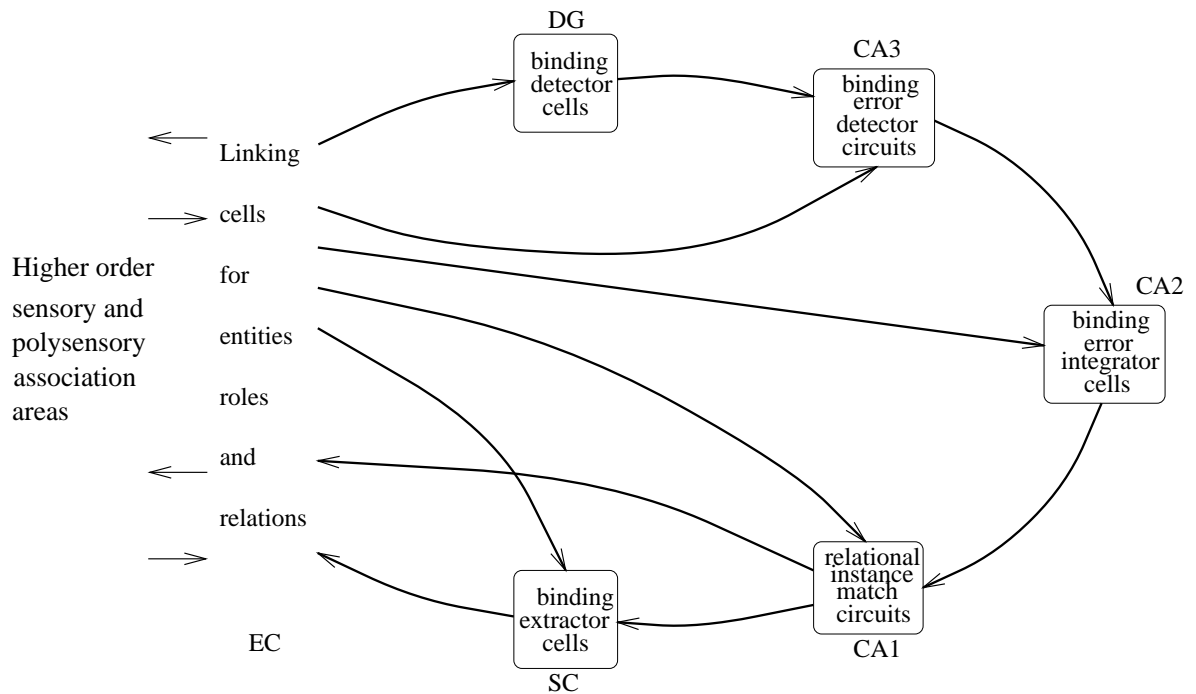 DG
binding
detector
cells
CA3
binding
error
detector
circuits
CA2
binding
error
integrator
cells
Higher order
sensory and
polysensory
association
areas
Linking
cells
for
entities
roles
and
relations
EC
binding
extractor
cells
SC
relational
instance
match
circuits
CA1